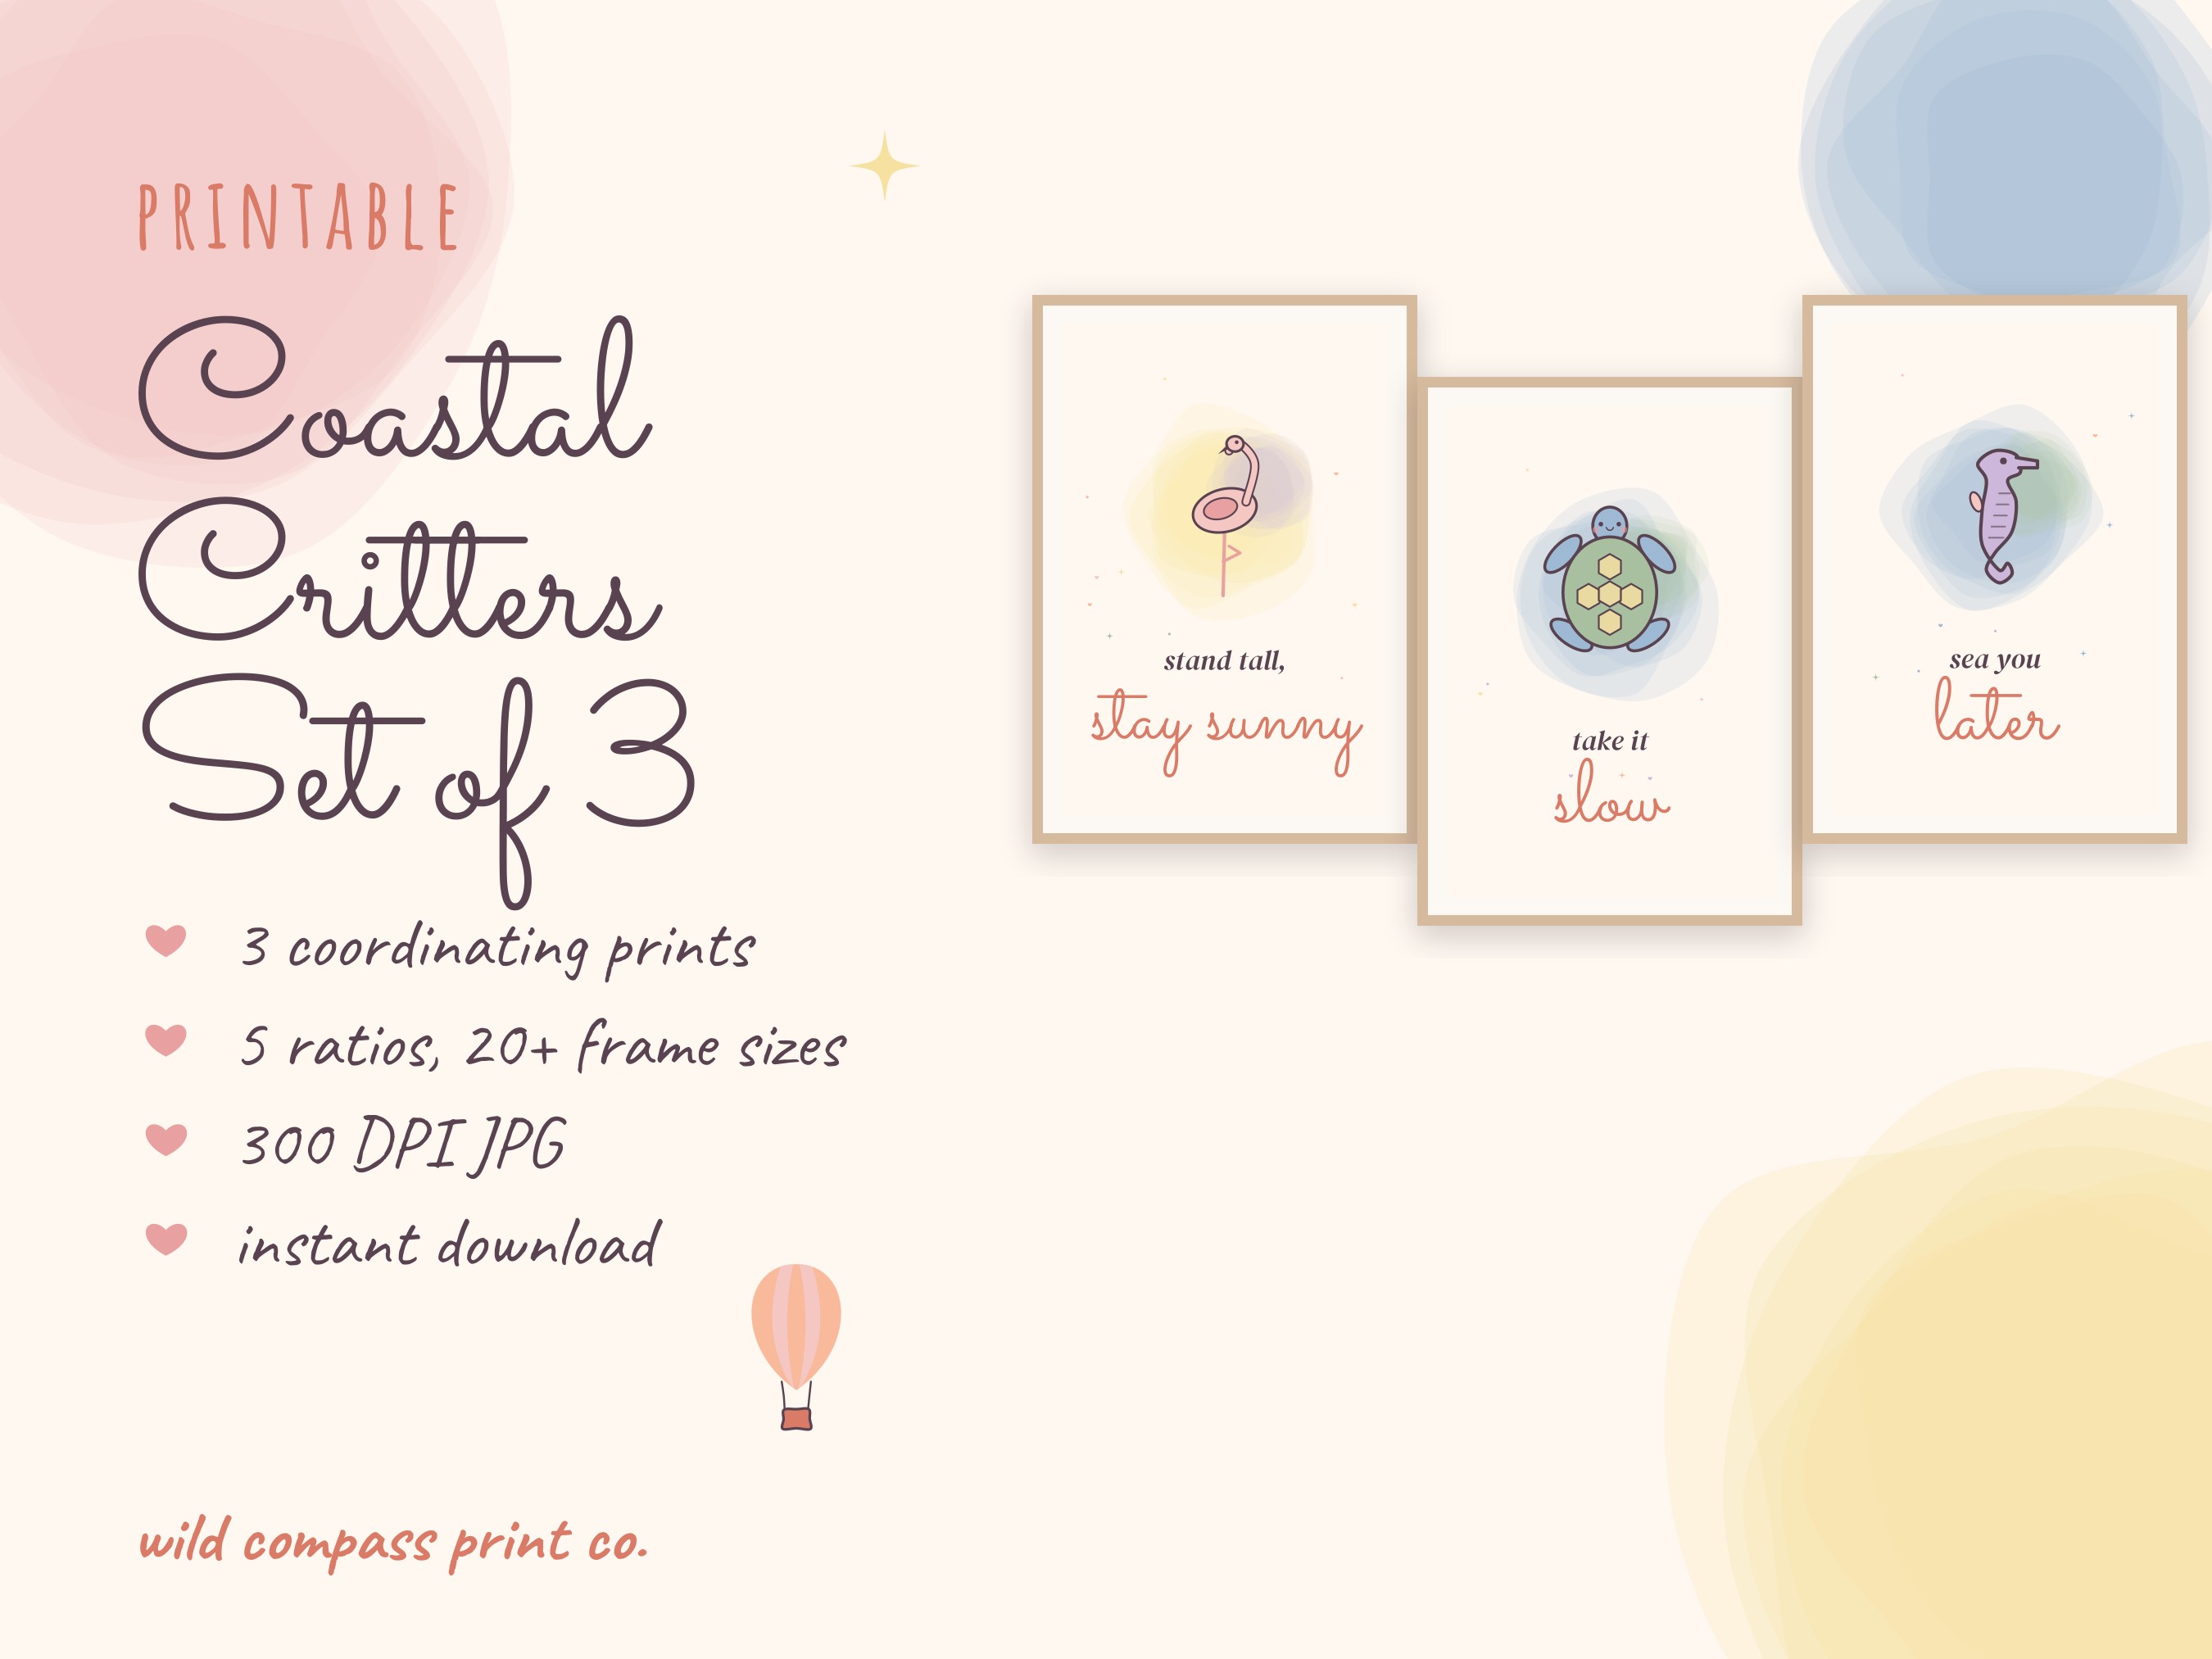 PRINTABLE
Coastal
Critters
Set of 3
3 coordinating prints
5 ratios, 20+ frame sizes
300 DPI JPG
instant download
wild compass print co.
stand tall,
stay sunny
take it
slow
sea you
later